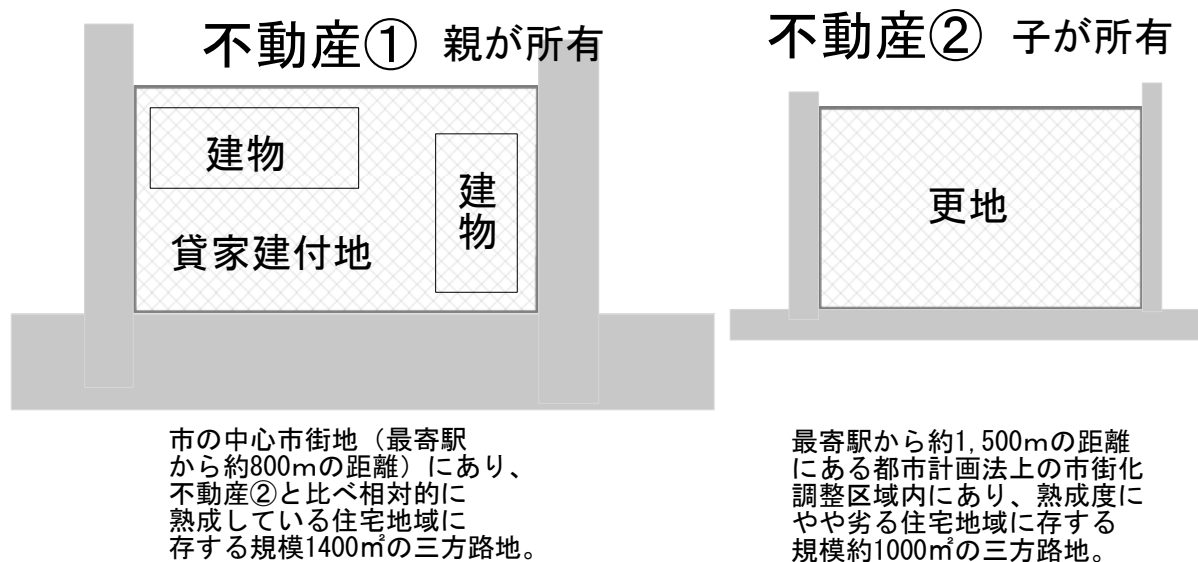 不動産① 親が所有
建物
建物
貸家建付地
市の中心市街地（最寄駅
から約800ｍの距離）にあり、
不動産②と比べ相対的に
熟成している住宅地域に
存する規模1400㎡の三方路地。
不動産② 子が所有
更地
最寄駅から約1,500ｍの距離
にある都市計画法上の市街化
調整区域内にあり、熟成度に
やや劣る住宅地域に存する
規模約1000㎡の三方路地。